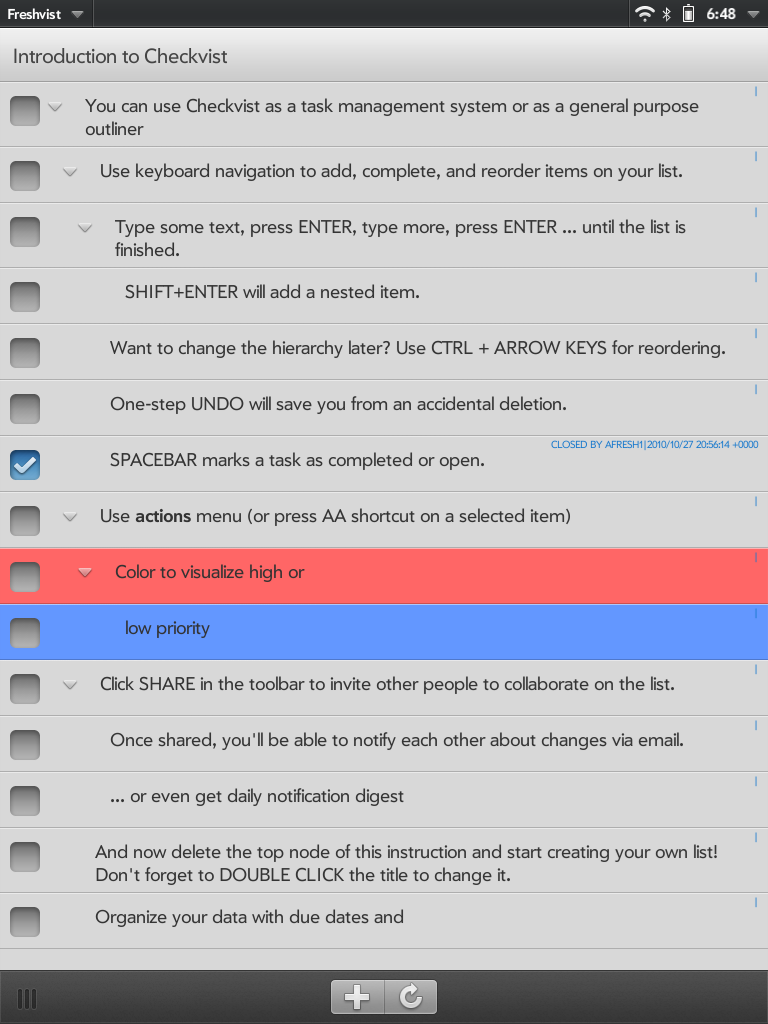 Freshvist
6:48
Introduction to Checkvist
You can use Checkvist as a task management system or as a general purpose
outliner
Use keyboard navigation to add, complete, and reorder items on your list.
Type some text, press ENTER, type more, press ENTER ... until the list is
finished.
SHIFT+ENTER will add a nested item.
Want to change the hierarchy later? Use CTRL + ARROW KEYS for reordering.
One-step UNDO will save you from an accidental deletion.
CLOSED BY AFRESH1|2010/10/27 20:56:14 +0000
SPACEBAR marks a task as completed or open.
Use actions menu (or press AA shortcut on a selected item)
Color to visualize high or
low priority
Click SHARE in the toolbar to invite other people to collaborate on the list.
Once shared, you'll be able to notify each other about changes via email.
... or even get daily notification digest
And now delete the top node of this instruction and start creating your own list!
Don't forget to DOUBLE CLICK the title to change it.
Organize your data with due dates and